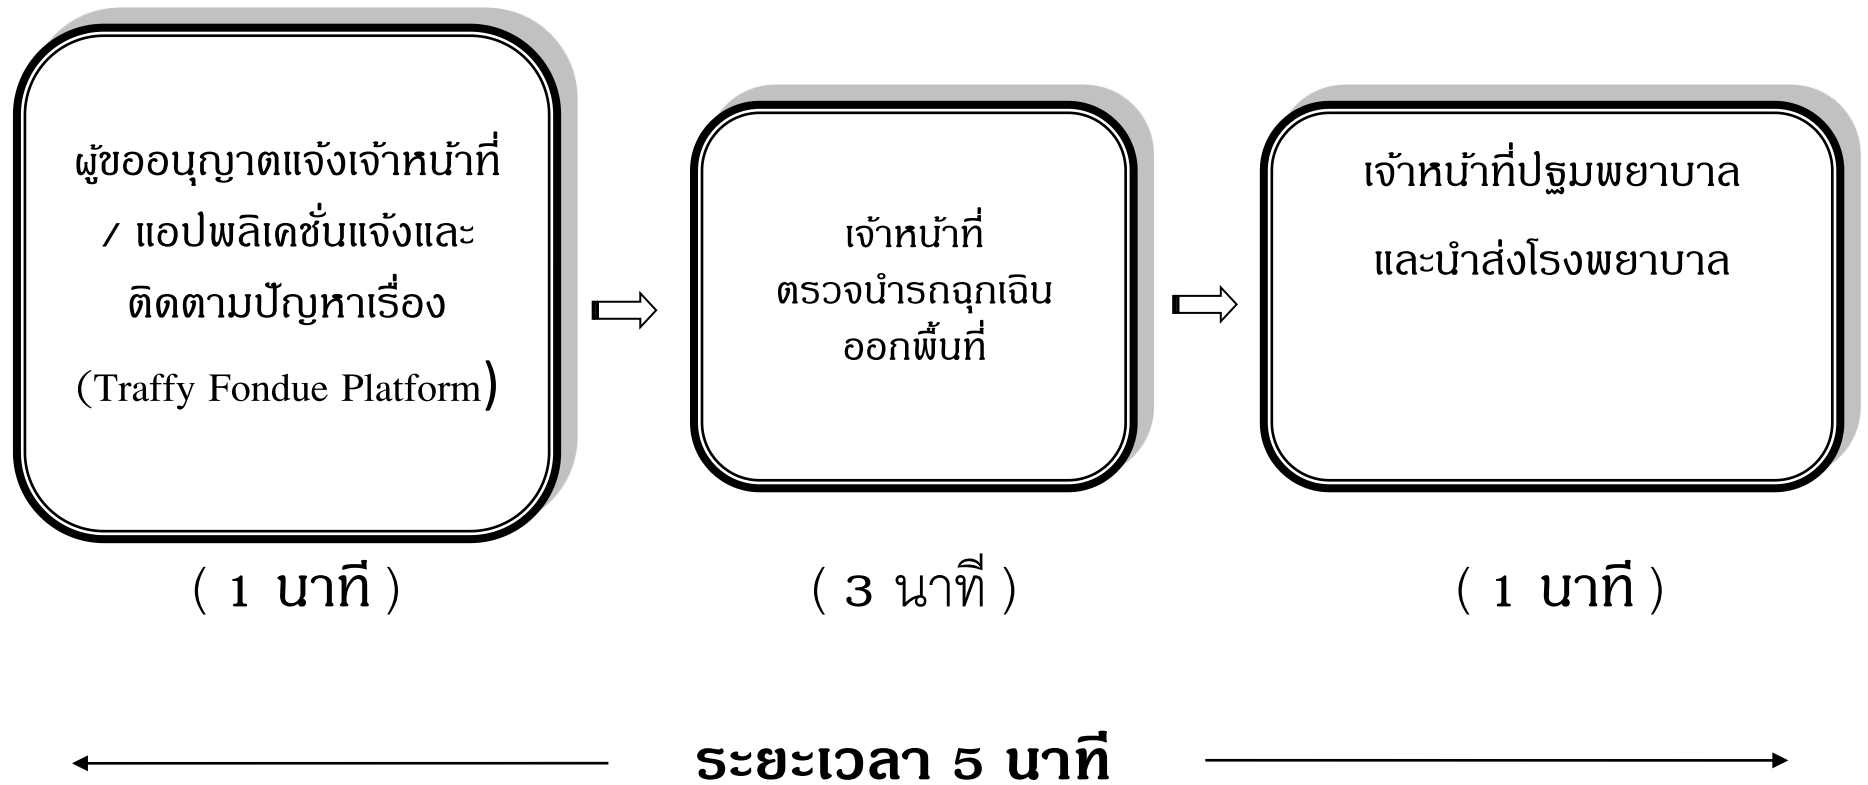 ผู้ขออนุญาตแจ้งเจ้าหน้าที่
/ แอปพลิเคชั่นแจ้งและ
ติดตามปัญหาเรื่อง
(Traffy Fondue Platform)
เจ้าหน้าที่
ตรวจนำรถฉุกเฉิน
ออกพื้นที่
เจ้าหน้าที่ปฐมพยาบาล
และนำส่งโรงพยาบาล
( 1 นาที )
( 3 นาที )
( 1 นาที )
ระยะเวลา 5 นาที